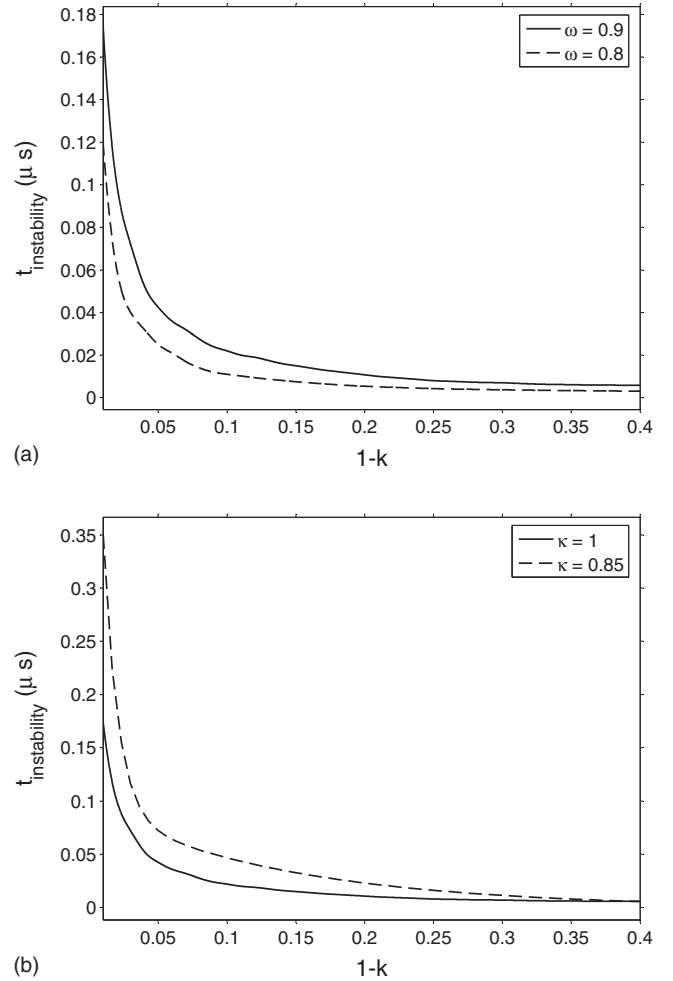 0.18
0.16
0.14
0.12
0.1
0.08
0.06
0.04
0.02
0
t_instability (μ s)
ω = 0.9
ω = 0.8
0.05 0.1 0.15 0.2 0.25 0.3 0.35 0.4
1-k
(a)
0.35
0.3
0.25
0.2
0.15
0.1
0.05
0
t_instability (μ s)
κ = 1
κ = 0.85
0.05 0.1 0.15 0.2 0.25 0.3 0.35 0.4
1-k
(b)